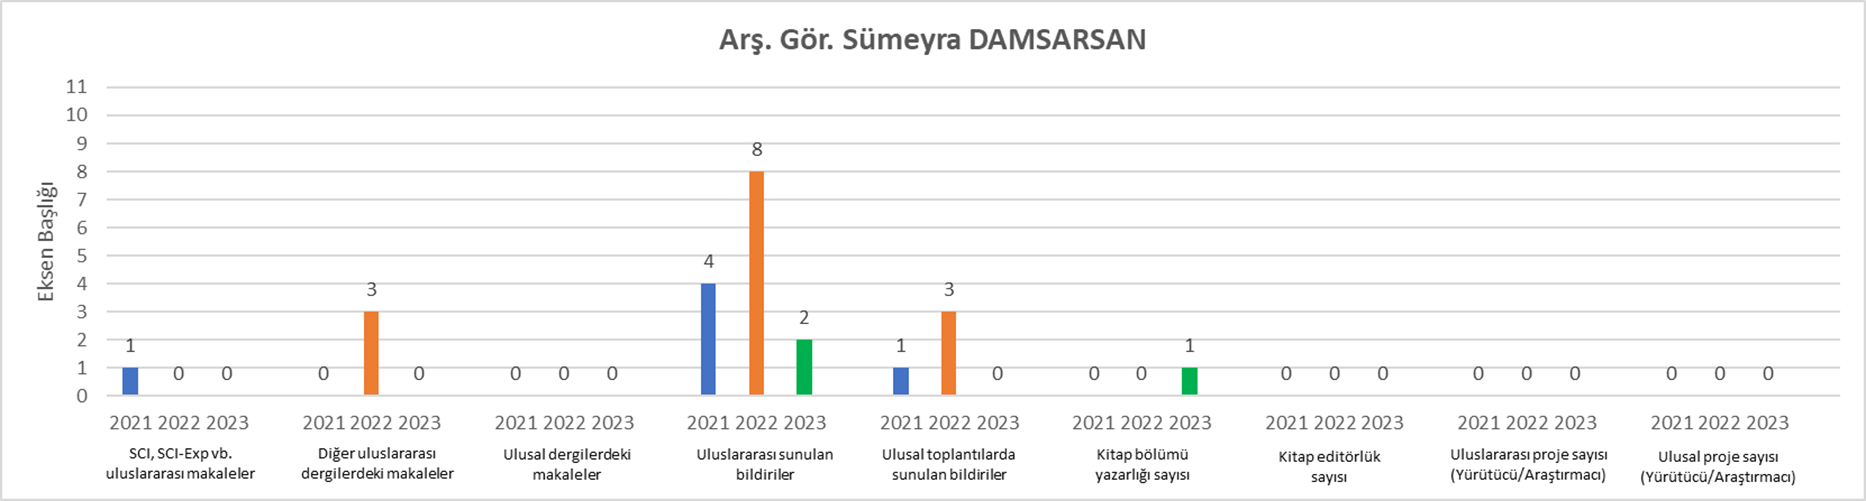 Arş. Gör. Sümeyra DAMSARSAN
Eksen Başlığı
11
10
9
8
7
6
5
4
3
2
1
0
1 0 0
0 3 0
0 0 0
4 8 2
1 3 0
0 0 1
0 0 0
0 0 0
0 0 0
2021 2022 2023 2021 2022 2023 2021 2022 2023 2021 2022 2023 2021 2022 2023 2021 2022 2023 2021 2022 2023 2021 2022 2023 2021 2022 2023
SCI, SCI-Exp vb.
uluslararası makaleler
Diğer uluslararası
dergilerdeki makaleler
Ulusal dergilerdeki
makaleler
Uluslararası sunulan
bildiriler
Ulusal toplantılarda
sunulan bildiriler
Kitap bölümü
yazarlığı sayısı
Kitap editörlük
sayısı
Uluslararası proje sayısı
(Yürütücü/Araştırmacı)
Ulusal proje sayısı
(Yürütücü/Araştırmacı)